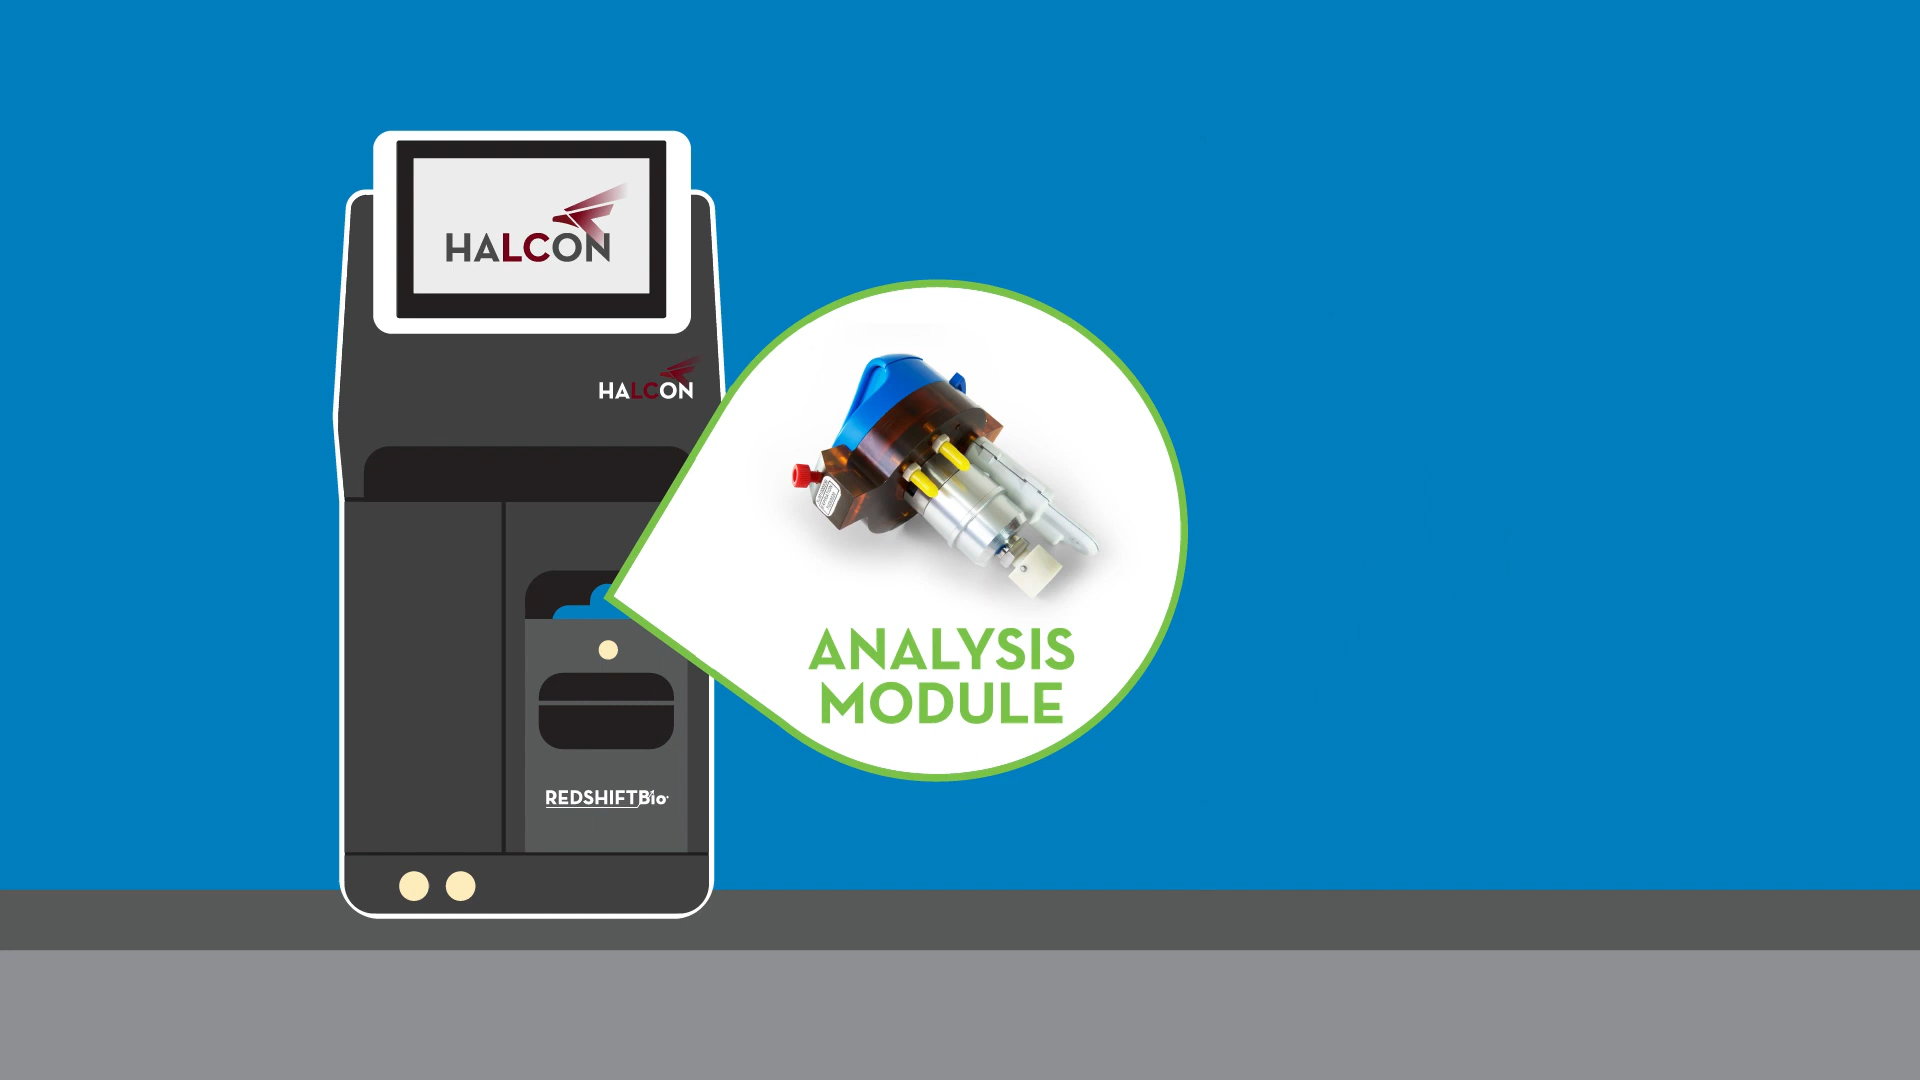 HALCON
HALCON
ANALYSIS
MODULE
REDSHIFTBio